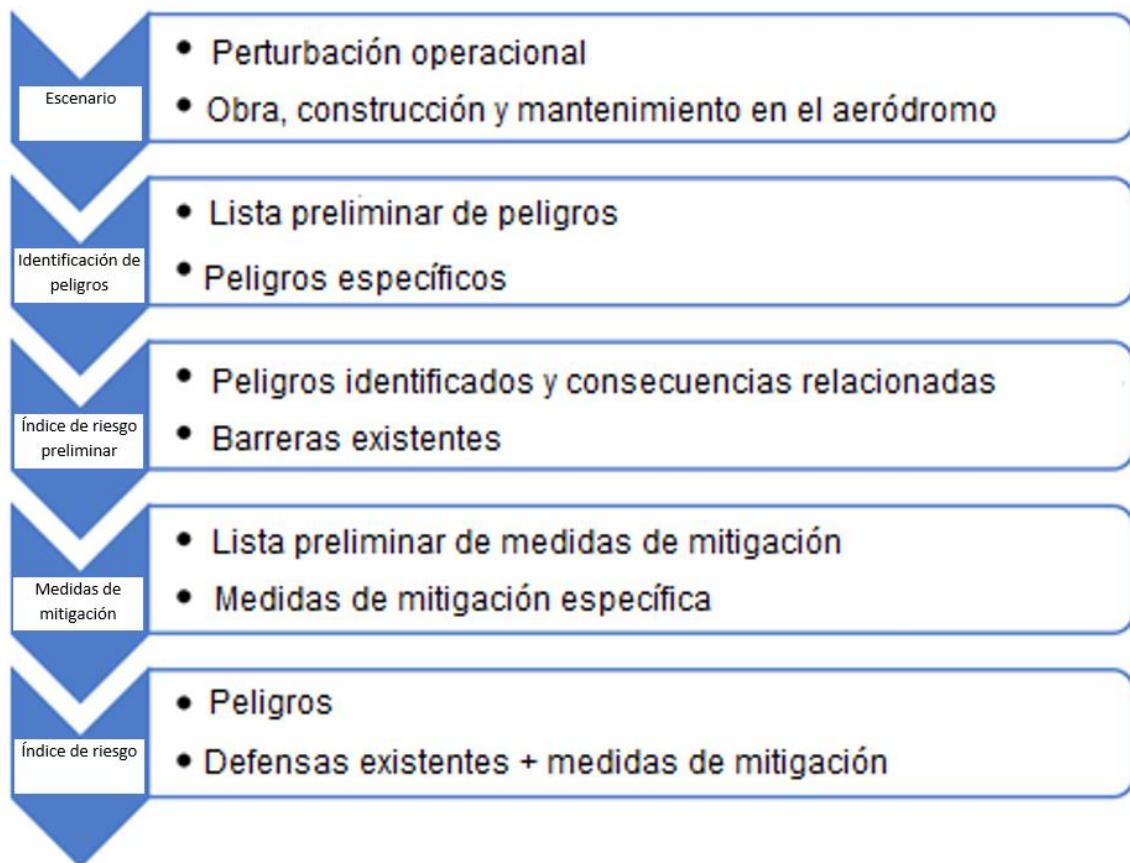 Escenario
• Perturbación operacional
• Obra, construcción y mantenimiento en el aeródromo
Identificación de
peligros
• Lista preliminar de peligros
• Peligros específicos
Índice de riesgo
preliminar
• Peligros identificados y consecuencias relacionadas
• Barreras existentes
Medidas de
mitigación
• Lista preliminar de medidas de mitigación
• Medidas de mitigación específica
Índice de riesgo
• Peligros
• Defensas existentes + medidas de mitigación